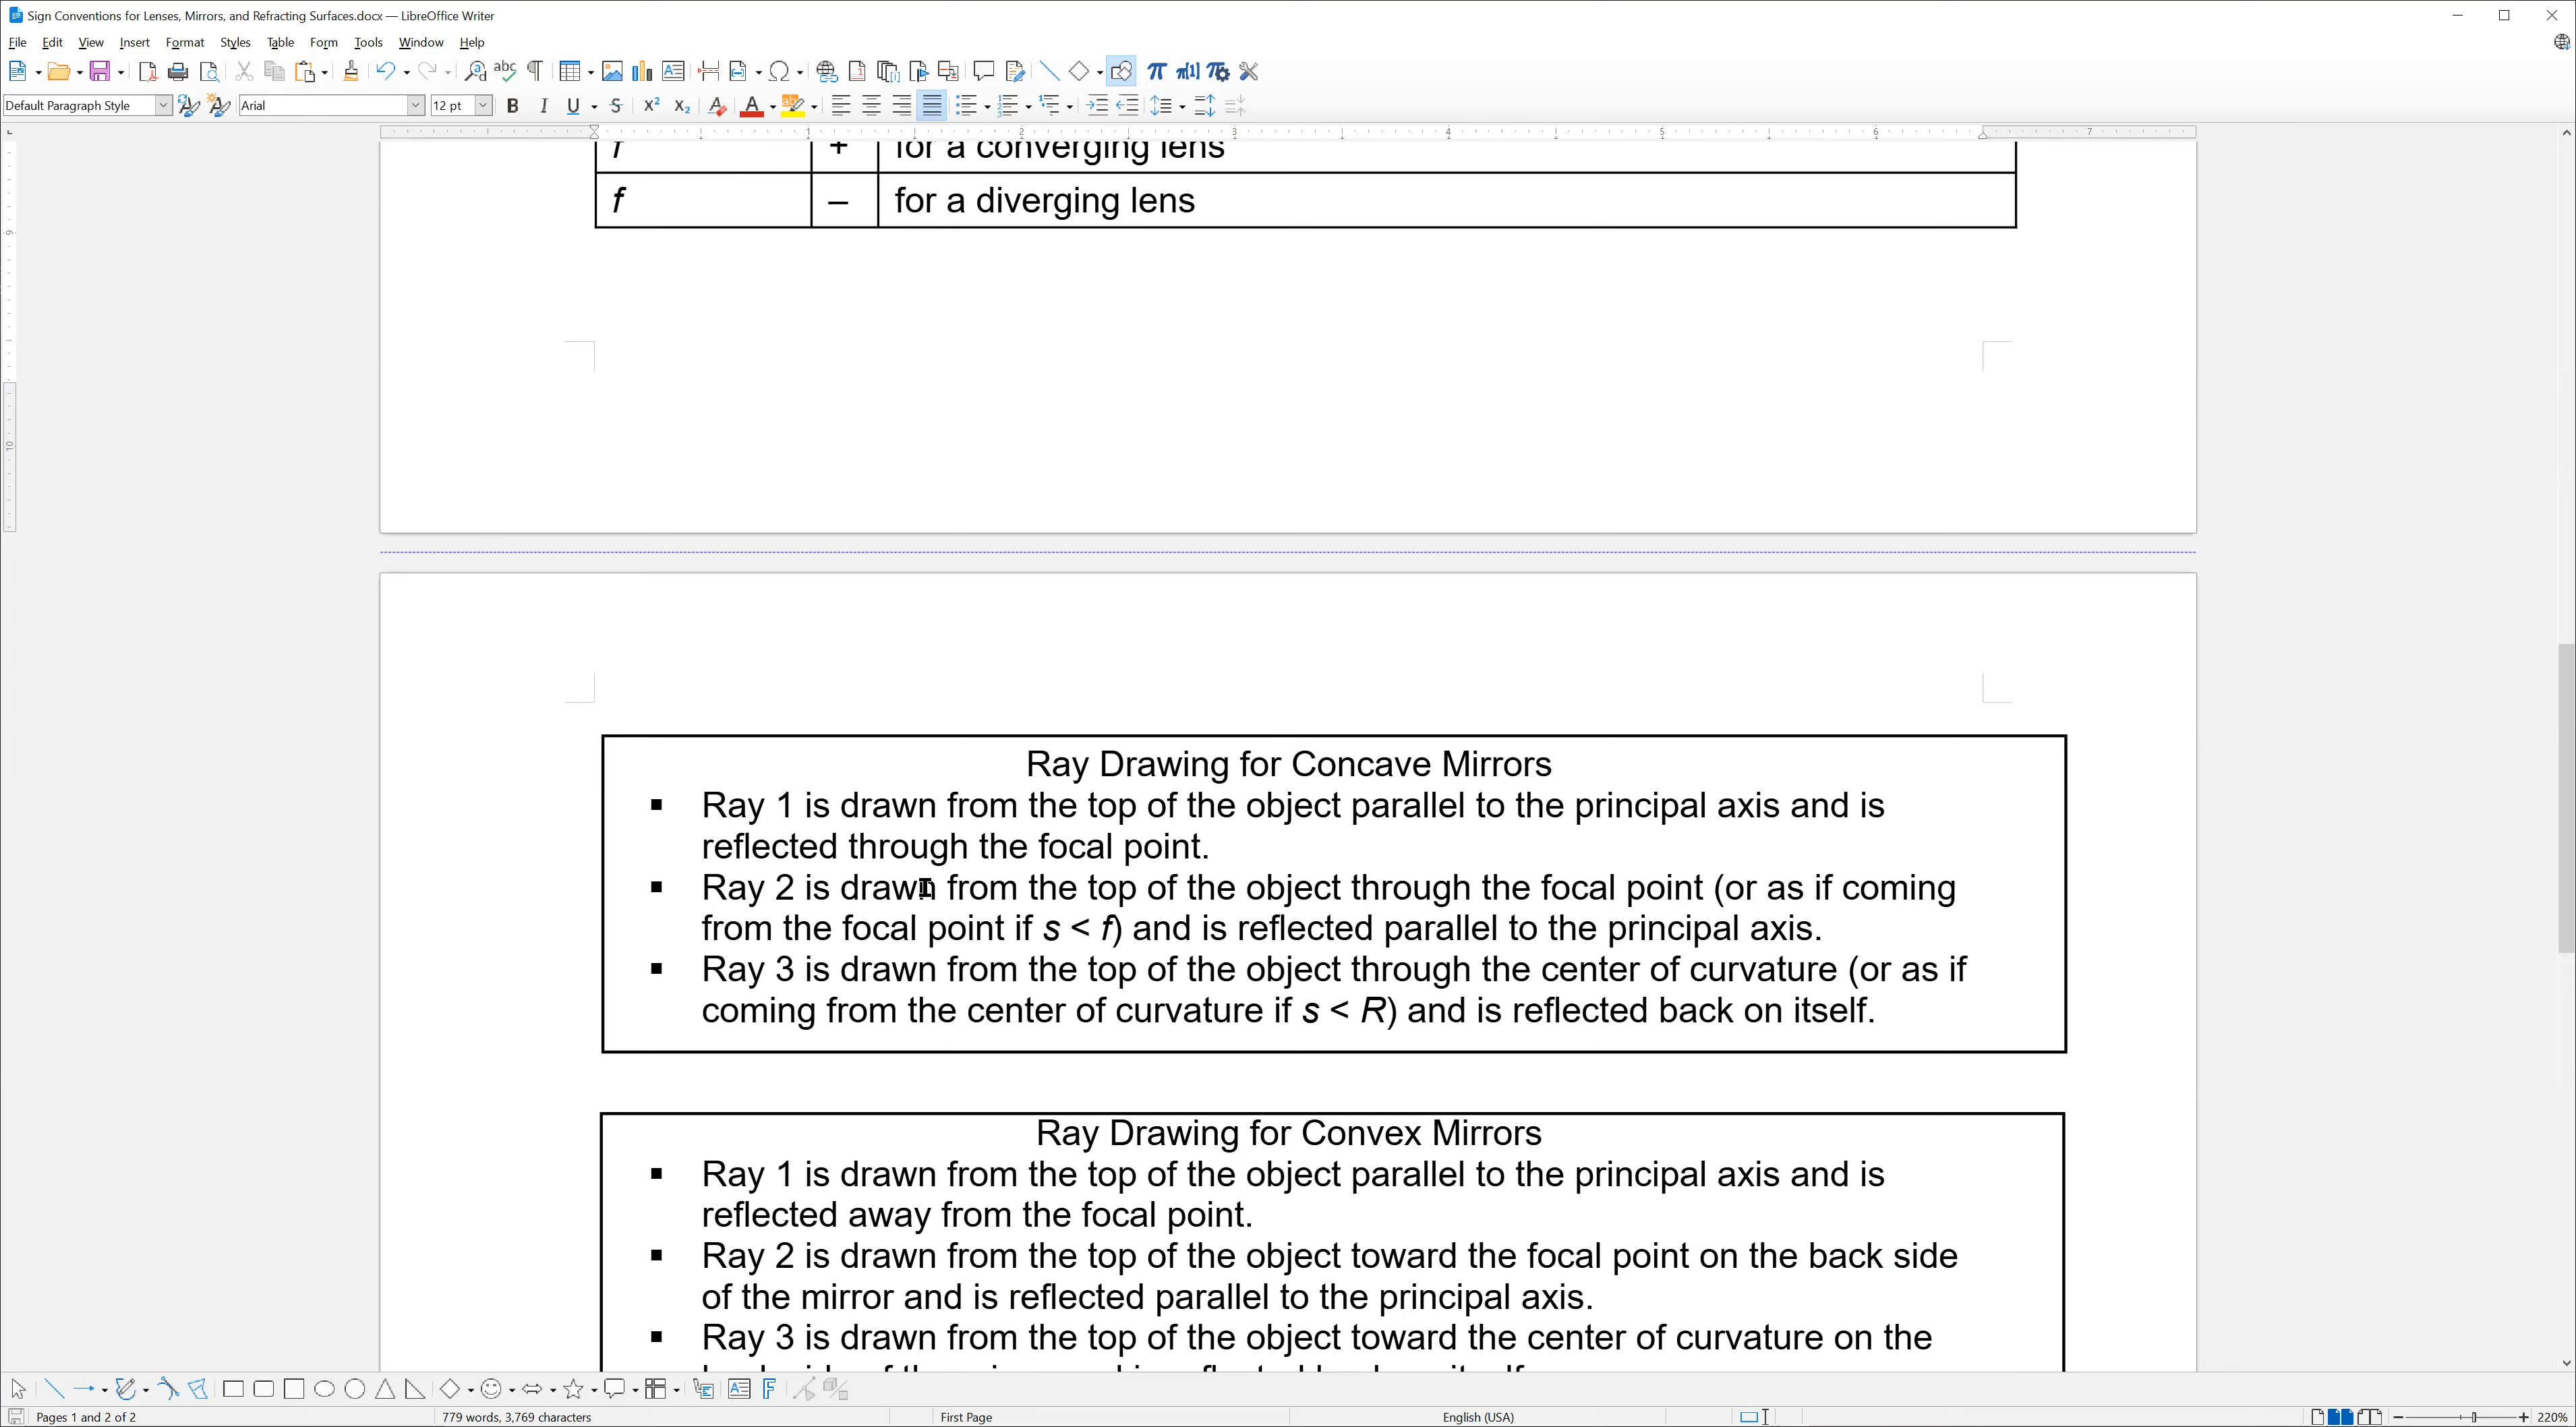 Sign Conventions for Lenses, Mirrors, and Refracting Surfaces.docx — LibreOffice Writer
File Edit View Insert Format Styles Table Form Tools Window Help
Default Paragraph Style Arial 12 pt
1 2 3 4 5 6 7
f + for a converging lens
f – for a diverging lens
9
10
Ray Drawing for Concave Mirrors
▪ Ray 1 is drawn from the top of the object parallel to the principal axis and is
reflected through the focal point.
▪ Ray 2 is drawn from the top of the object through the focal point (or as if coming
from the focal point if s < f) and is reflected parallel to the principal axis.
▪ Ray 3 is drawn from the top of the object through the center of curvature (or as if
coming from the center of curvature if s < R) and is reflected back on itself.
Ray Drawing for Convex Mirrors
▪ Ray 1 is drawn from the top of the object parallel to the principal axis and is
reflected away from the focal point.
▪ Ray 2 is drawn from the top of the object toward the focal point on the back side
of the mirror and is reflected parallel to the principal axis.
▪ Ray 3 is drawn from the top of the object toward the center of curvature on the
Pages 1 and 2 of 2 779 words, 3,769 characters First Page English (USA) 220%